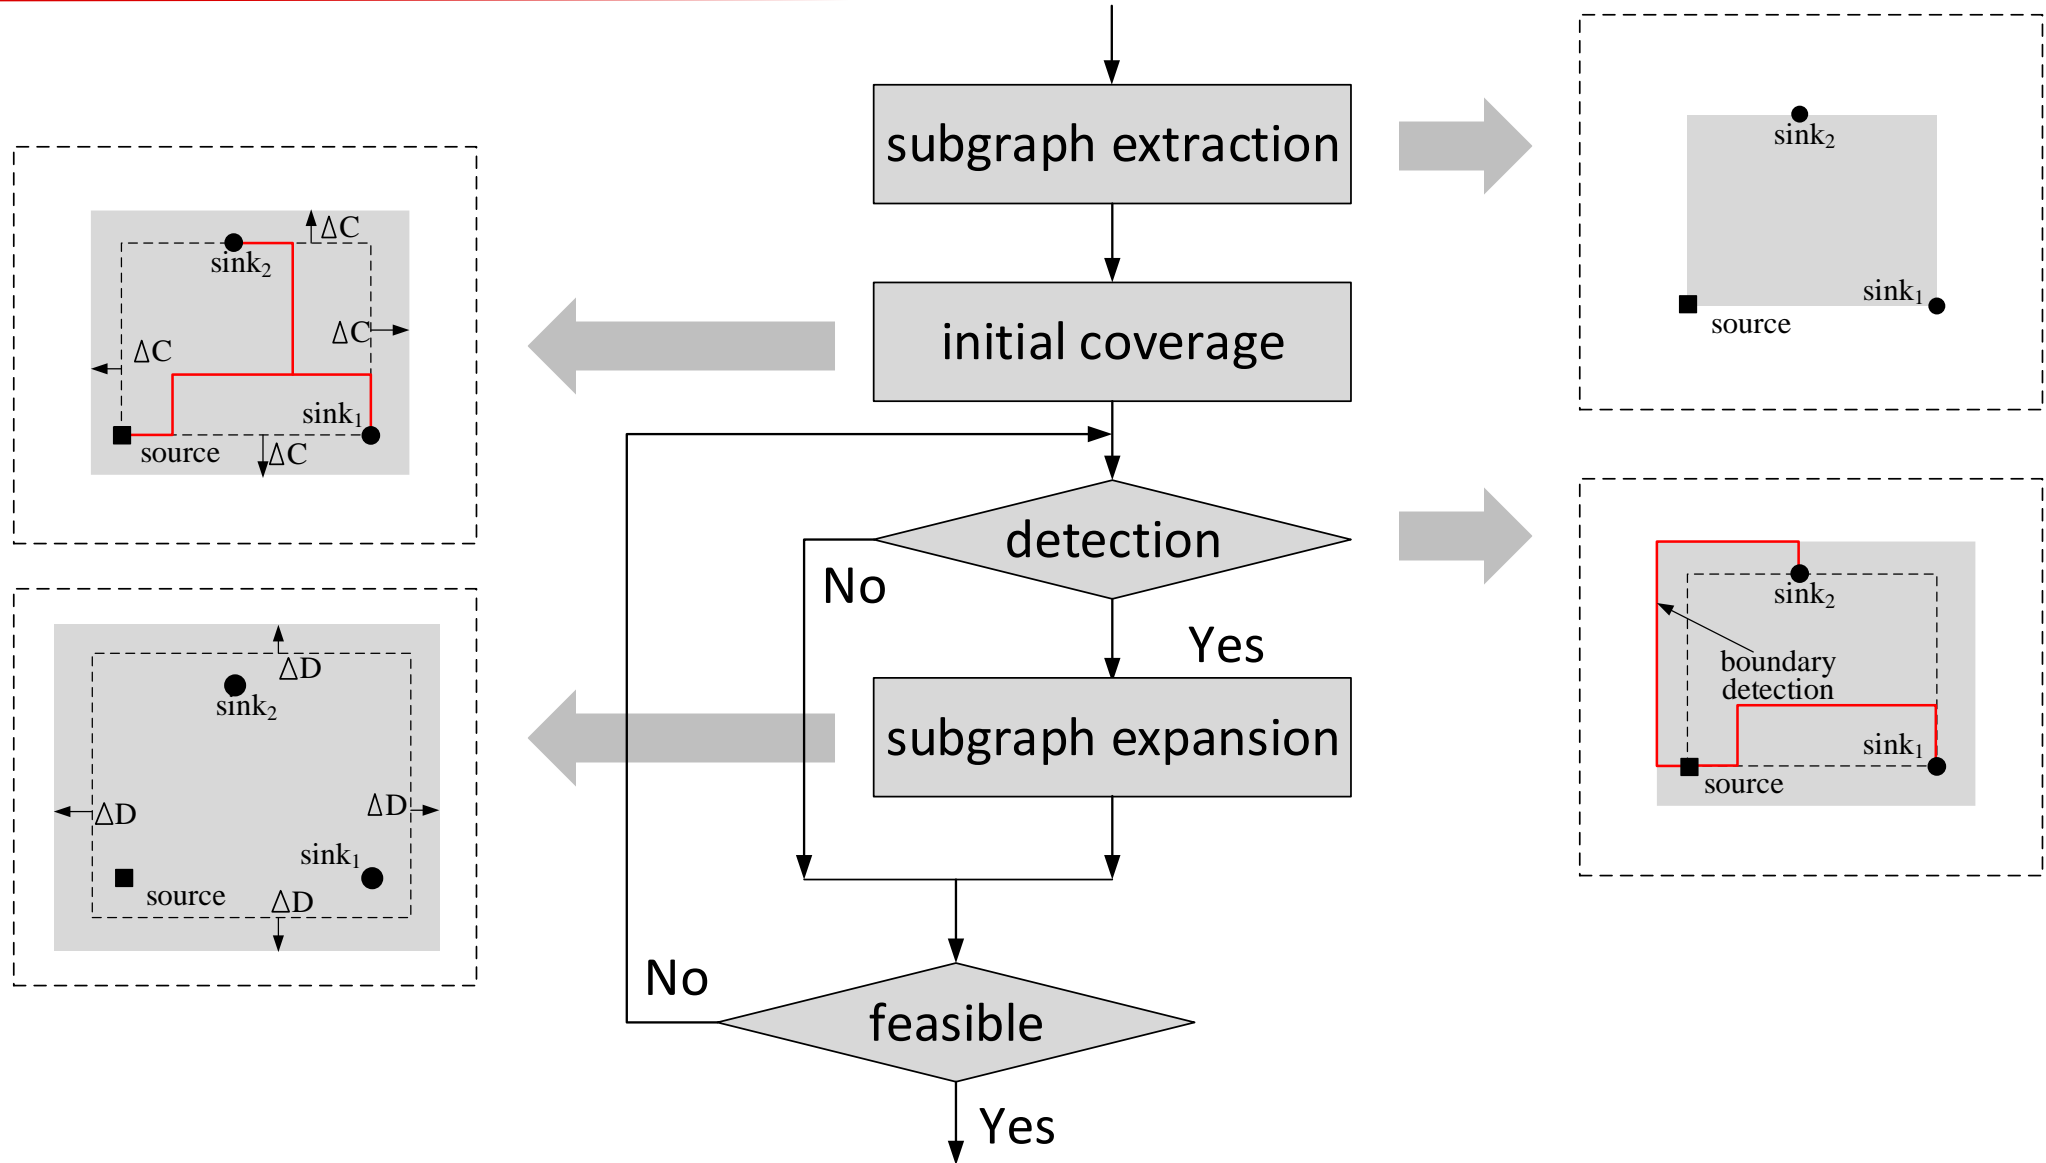 subgraph extraction
initial coverage
detection
No
Yes
subgraph expansion
No
feasible
Yes
ΔC
sink₂
ΔC
ΔC
sink₁
source
ΔC
ΔD
sink₂
ΔD
ΔD
sink₁
source
ΔD
sink₂
sink₁
source
sink₂
boundary
detection
sink₁
source